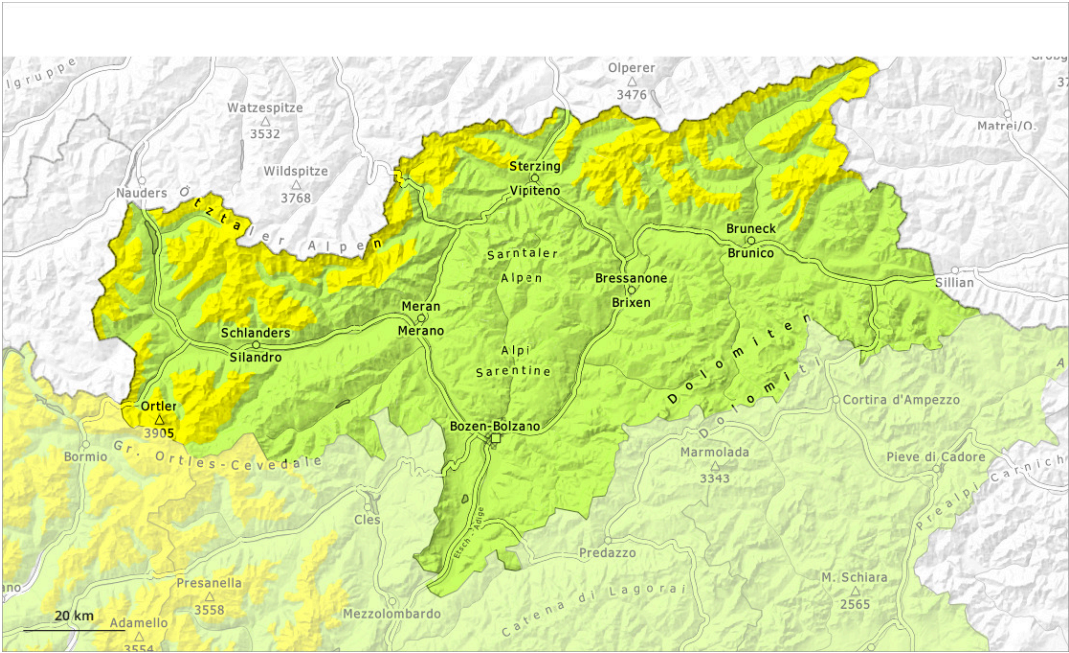 lgruppe
Olperer
3476
Watzespitze
3532
Matrei/O.
Wildspitze
3768
Nauders
Sterzing
Vipiteno
Ötztaler Alpen
Bruneck
Brunico
Sarntaler
Alpen
Bressanone
Brixen
Sillian
Meran
Merano
Schlanders
Silandro
Alpi
Sarentine
Dolomiten
Dolomiti
Ortler
3905
Cortina d'Ampezzo
Bozen-Bolzano
Bormio
Gr. Ortles-Cevedale
Marmolada
3343
Pieve di Cadore
Prealpi Carnich
Cles
Etsch - Adige
Predazzo
Presanella
3558
M. Schiara
2565
Mezzolombardo
Catena di Lagorai
20 km
Adamello
3554